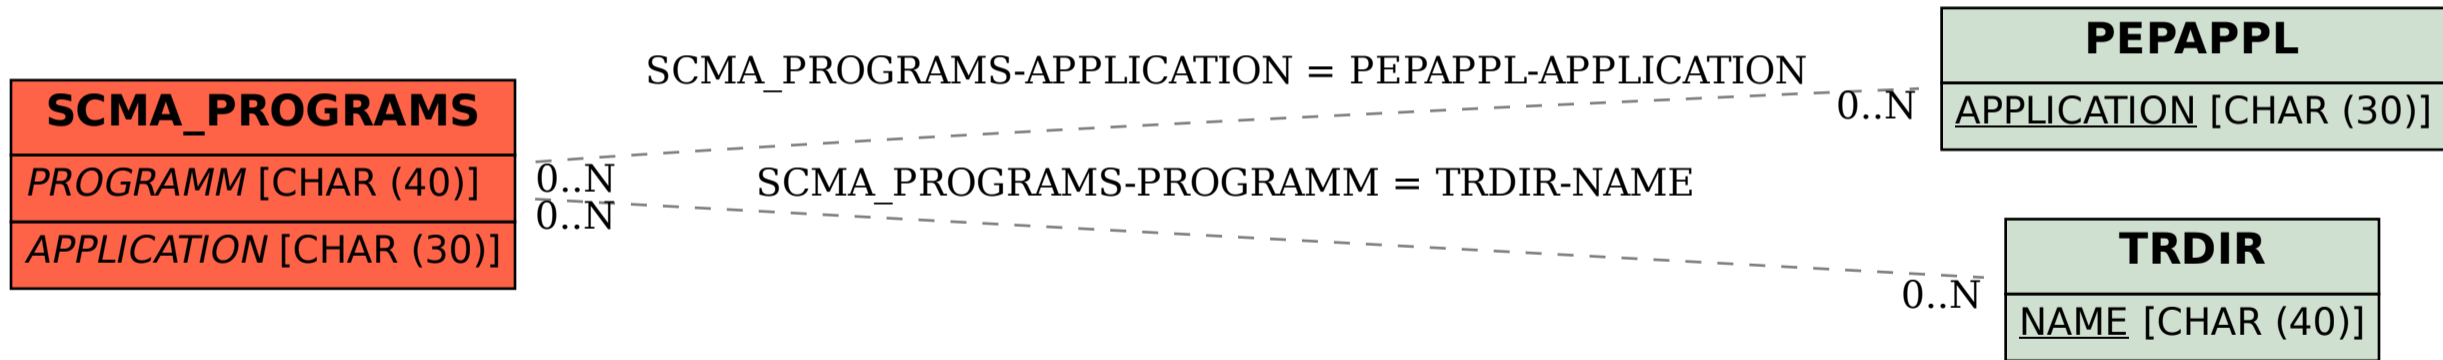 SCMA_PROGRAMS
PROGRAMM [CHAR (40)]
APPLICATION [CHAR (30)]
SCMA_PROGRAMS-APPLICATION = PEPAPPL-APPLICATION
0..N
0..N
SCMA_PROGRAMS-PROGRAMM = TRDIR-NAME
0..N
0..N
PEPAPPL
APPLICATION [CHAR (30)]
TRDIR
NAME [CHAR (40)]